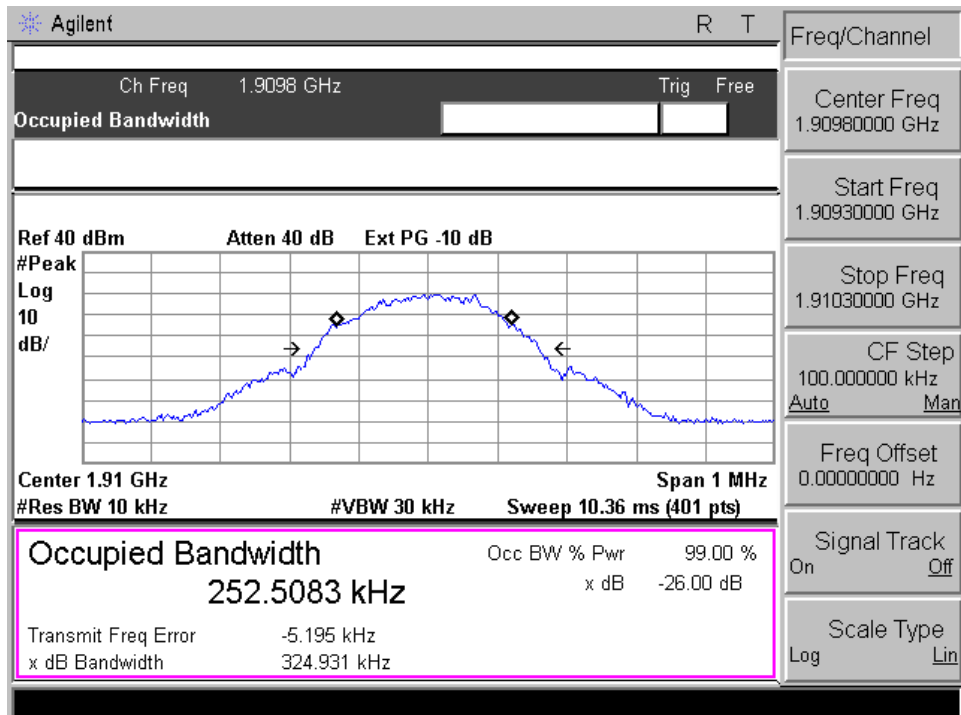 Agilent R T
Ch Freq 1.9098 GHz Trig Free
Occupied Bandwidth
Ref 40 dBm Atten 40 dB Ext PG -10 dB
#Peak
Log
10
dB/
Center 1.91 GHz Span 1 MHz
#Res BW 10 kHz #VBW 30 kHz Sweep 10.36 ms (401 pts)
Occupied Bandwidth Occ BW % Pwr 99.00 %
252.5083 kHz x dB -26.00 dB
Transmit Freq Error -5.195 kHz
x dB Bandwidth 324.931 kHz
Freq/Channel
Center Freq
1.90980000 GHz
Start Freq
1.90930000 GHz
Stop Freq
1.91030000 GHz
CF Step
100.000000 kHz
Auto Man
Freq Offset
0.00000000 Hz
Signal Track
On Off
Scale Type
Log Lin